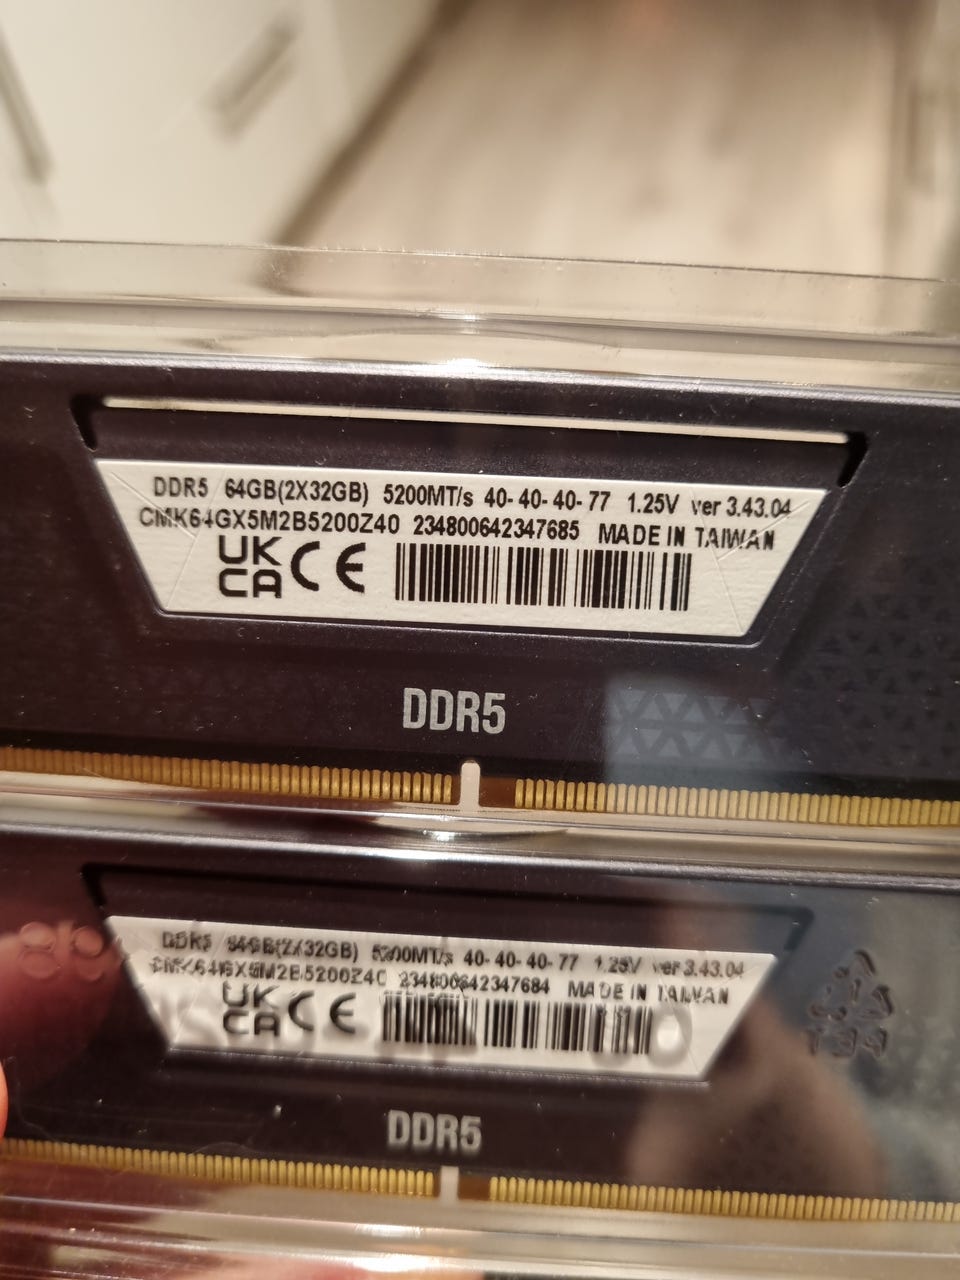 DDR5 64GB(2X32GB) 5200MT/s 40-40-40-77 1.25V ver 3.43.04
CMK64GX5M2B5200Z40 234800642347685 MADE IN TAIWAN
UK
CA CE
DDR5
DDR5 64GB(2X32GB) 5200MT/s 40-40-40-77 1.25V ver 3.43.04
CMK64GX5M2B5200Z40 234800642347684 MADE IN TAIWAN
UK
CA CE
DDR5